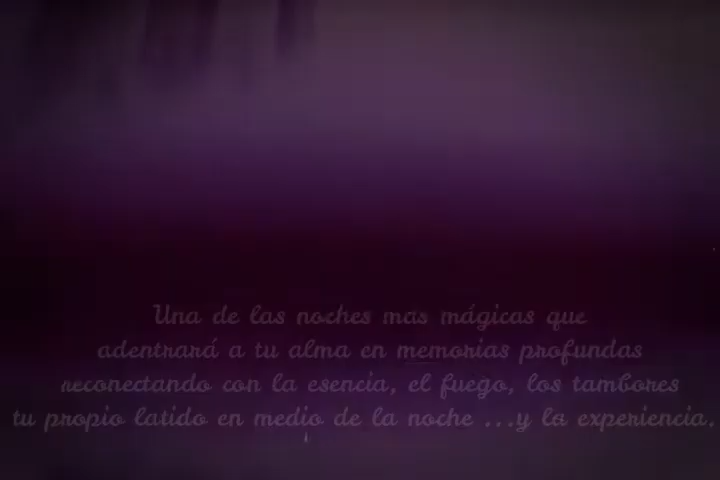 Una de las noches mas mágicas que
adentrará a tu alma en memorias profundas
reconectando con la esencia, el fuego, los tambores
tu propio latido en medio de la noche ...y la experiencia.